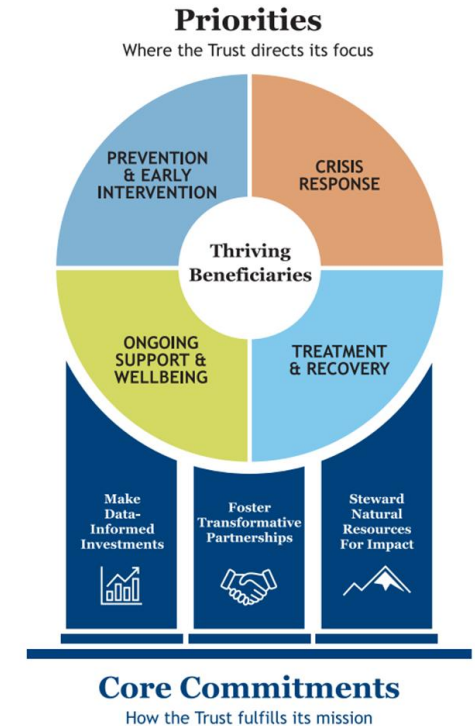 Priorities
Where the Trust directs its focus
PREVENTION
& EARLY
INTERVENTION
CRISIS
RESPONSE
Thriving
Beneficiaries
ONGOING
SUPPORT &
WELLBEING
TREATMENT
& RECOVERY
Make
Data-
Informed
Investments
Foster
Transformative
Partnerships
Steward
Natural
Resources
For Impact
Core Commitments
How the Trust fulfills its mission